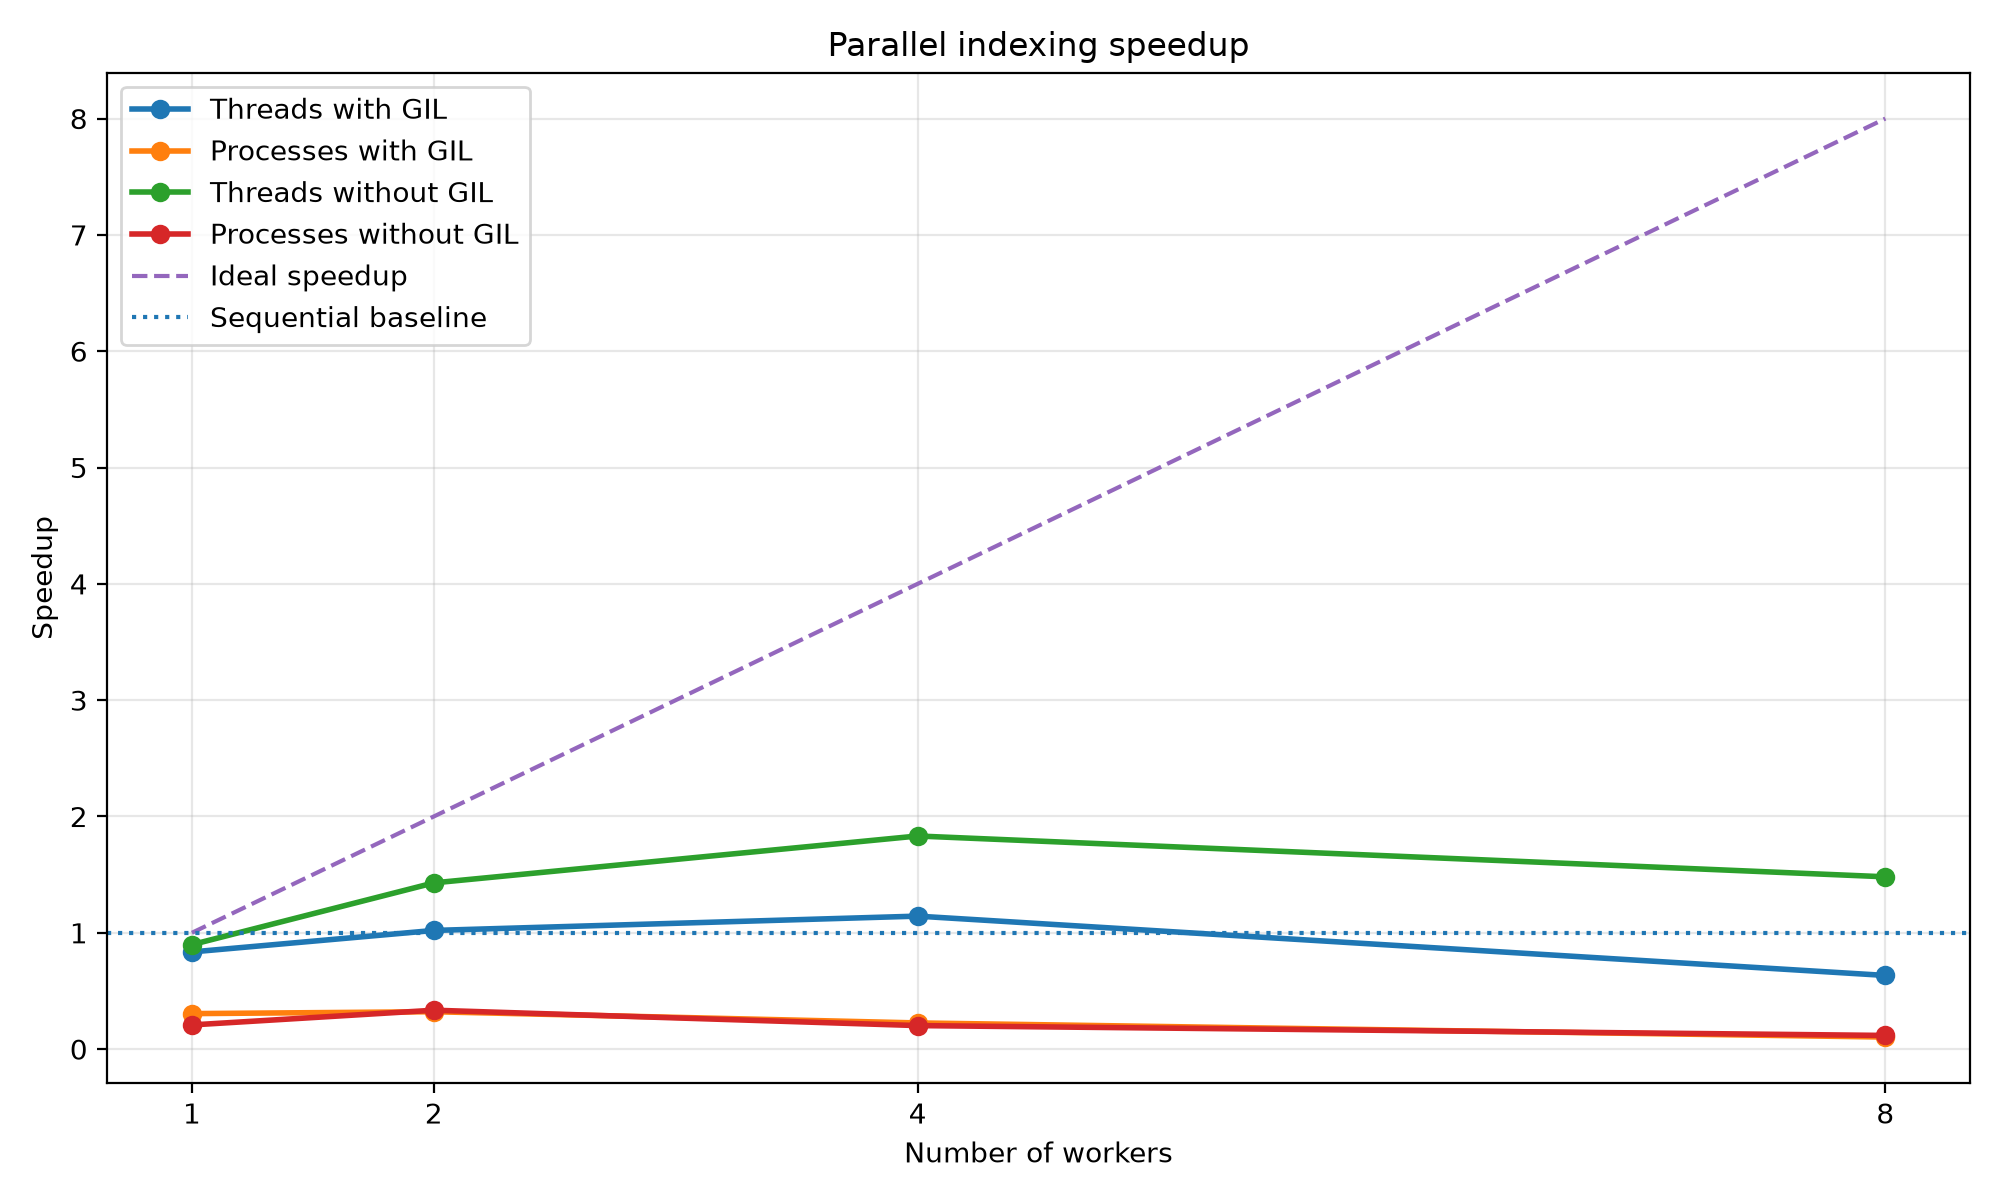 Parallel indexing speedup
Threads with GIL
Processes with GIL
Threads without GIL
Processes without GIL
Ideal speedup
Sequential baseline
8
7
6
5
4
3
2
1
0
Speedup
1 2 4 8
Number of workers